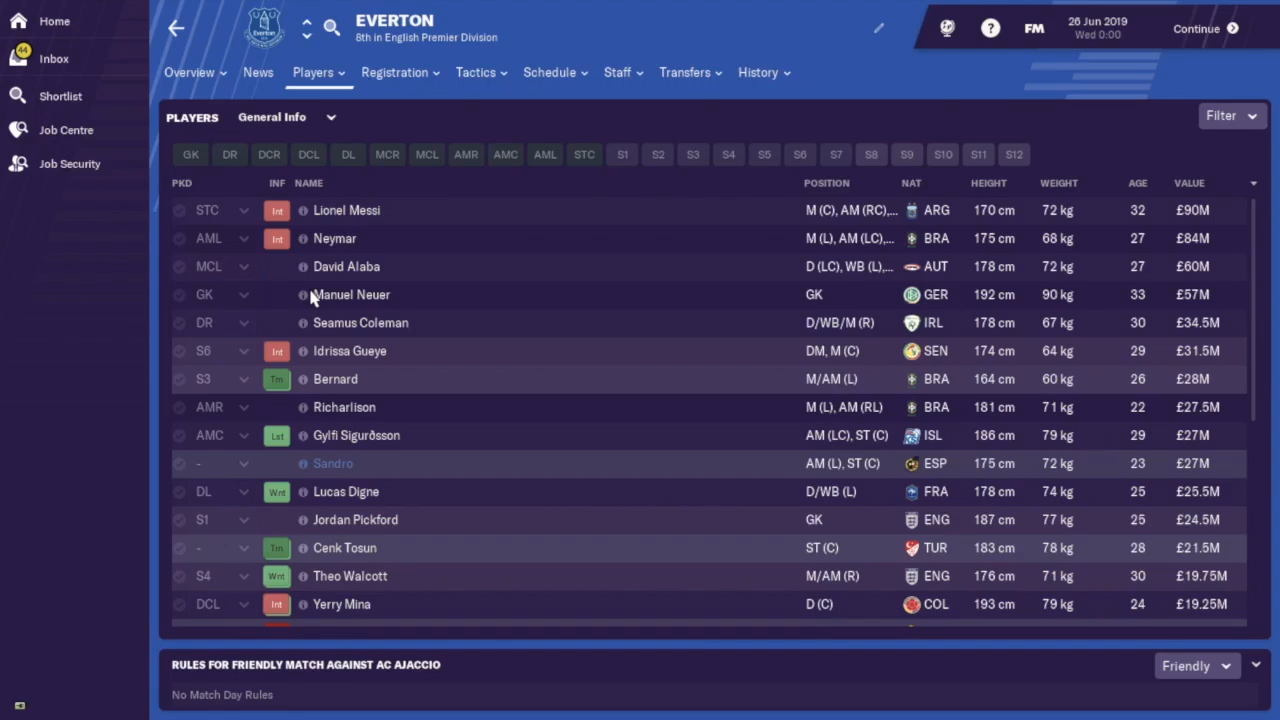 Home
44
Inbox
Shortlist
Job Centre
Job Security
Everton
EVERTON
8th in English Premier Division
? FM 26 Jun 2019
Wed 0:00
Continue
Overview News Players Registration Tactics Schedule Staff Transfers History
PLAYERS General Info Filter
GK DR DCR DCL DL MCR MCL AMR AMC AML STC S1 S2 S3 S4 S5 S6 S7 S8 S9 S10 S11 S12
PKD INF NAME POSITION NAT HEIGHT WEIGHT AGE VALUE
STC Int Lionel Messi M (C), AM (RC),... ARG 170 cm 72 kg 32 £90M
AML Int Neymar M (L), AM (LC),... BRA 175 cm 68 kg 27 £84M
MCL David Alaba D (LC), WB (L),... AUT 178 cm 72 kg 27 £60M
GK Manuel Neuer GK GER 192 cm 90 kg 33 £57M
DR Seamus Coleman D/WB/M (R) IRL 178 cm 67 kg 30 £34.5M
S6 Int Idrissa Gueye DM, M (C) SEN 174 cm 64 kg 29 £31.5M
S3 Trn Bernard M/AM (L) BRA 164 cm 60 kg 26 £28M
AMR Richarlison M (L), AM (RL) BRA 181 cm 71 kg 22 £27.5M
AMC Lst Gylfi Sigurðsson AM (LC), ST (C) ISL 186 cm 79 kg 29 £27M
- Sandro AM (L), ST (C) ESP 175 cm 72 kg 23 £27M
DL Wnt Lucas Digne D/WB (L) FRA 178 cm 74 kg 25 £25.5M
S1 Jordan Pickford GK ENG 187 cm 77 kg 25 £24.5M
- Trn Cenk Tosun ST (C) TUR 183 cm 78 kg 28 £21.5M
S4 Wnt Theo Walcott M/AM (R) ENG 176 cm 71 kg 30 £19.75M
DCL Int Yerry Mina D (C) COL 193 cm 79 kg 24 £19.25M
RULES FOR FRIENDLY MATCH AGAINST AC AJACCIO Friendly
No Match Day Rules